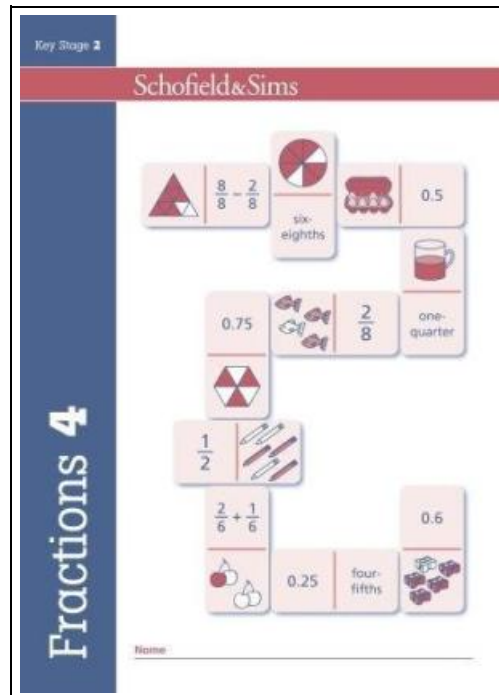 Key Stage 2
Schofield&Sims
8/8 - 2/8
six-
eighths
0.5
0.75
2/8
one-
quarter
1/2
2/6 + 1/6
0.25
four-
fifths
0.6
Fractions 4
Name